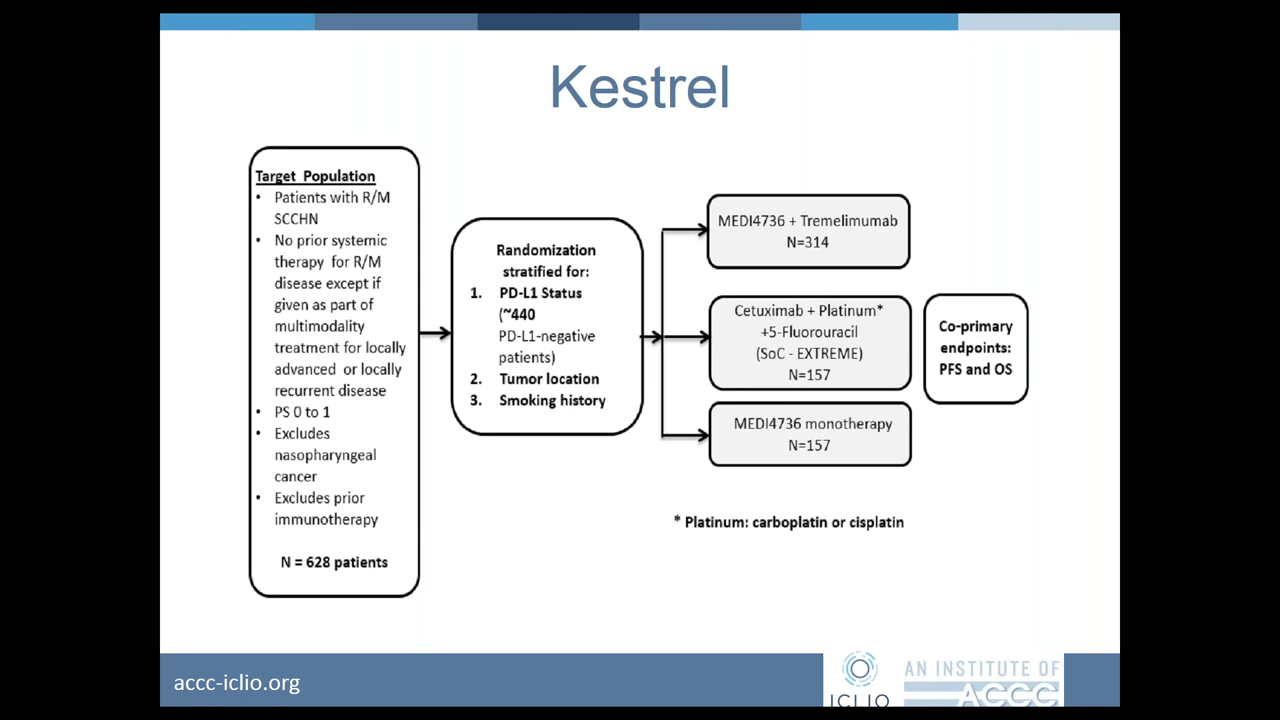 Kestrel
Target Population
• Patients with R/M
SCCHN
• No prior systemic
therapy for R/M
disease except if
given as part of
multimodality
treatment for locally
advanced or locally
recurrent disease
• PS 0 to 1
• Excludes
nasopharyngeal
cancer
• Excludes prior
immunotherapy
N = 628 patients
Randomization
stratified for:
1. PD-L1 Status
(~440
PD-L1-negative
patients)
2. Tumor location
3. Smoking history
MEDI4736 + Tremelimumab
N=314
Cetuximab + Platinum*
+5-Fluorouracil
(SoC - EXTREME)
N=157
MEDI4736 monotherapy
N=157
Co-primary
endpoints:
PFS and OS
* Platinum: carboplatin or cisplatin
accc-iclio.org
ICLIO
AN INSTITUTE OF
ACCC